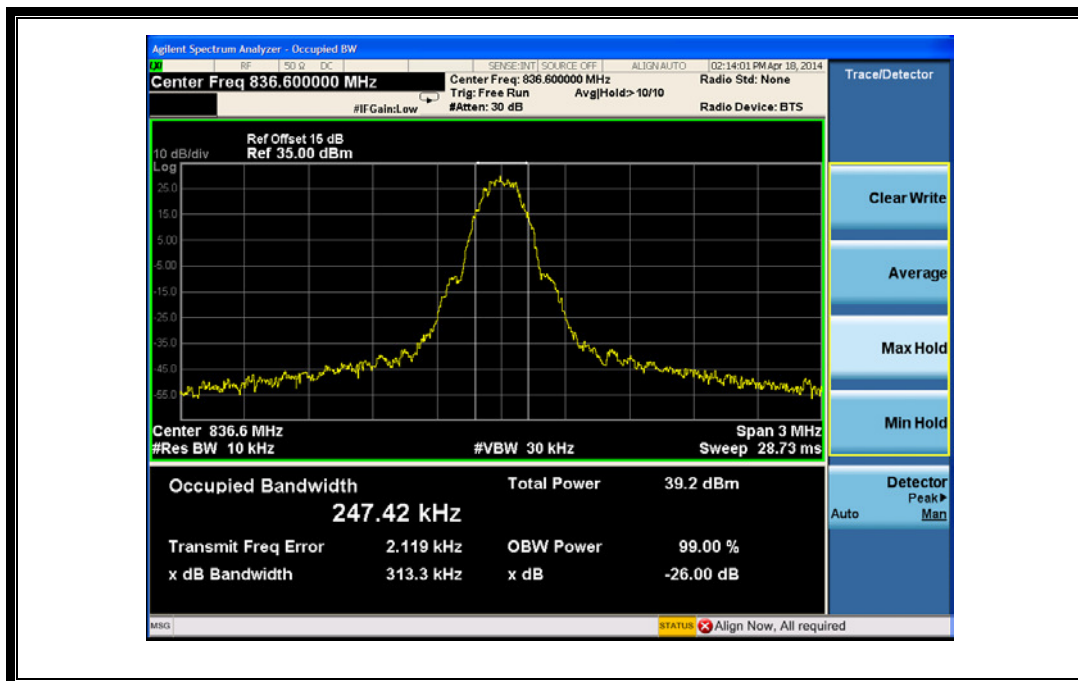 Agilent Spectrum Analyzer - Occupied BW
LXI RF 50 Ω DC SENSE:INT SOURCE OFF ALIGN AUTO 02:14:01 PM Apr 18, 2014
Center Freq 836.600000 MHz
Center Freq: 836.600000 MHz Radio Std: None
Trig: Free Run Avg|Hold:> 10/10
#IFGain:Low #Atten: 30 dB Radio Device: BTS
Trace/Detector
Ref Offset 15 dB
10 dB/div Ref 35.00 dBm
Log
25.0
15.0
5.00
-5.00
-15.0
-25.0
-35.0
-45.0
-55.0
Center 836.6 MHz Span 3 MHz
#Res BW 10 kHz #VBW 30 kHz Sweep 28.73 ms
Clear Write
Average
Max Hold
Min Hold
Detector
Peak▶
Auto Man
Occupied Bandwidth Total Power 39.2 dBm
247.42 kHz
Transmit Freq Error 2.119 kHz OBW Power 99.00 %
x dB Bandwidth 313.3 kHz x dB -26.00 dB
MSG STATUS Align Now, All required